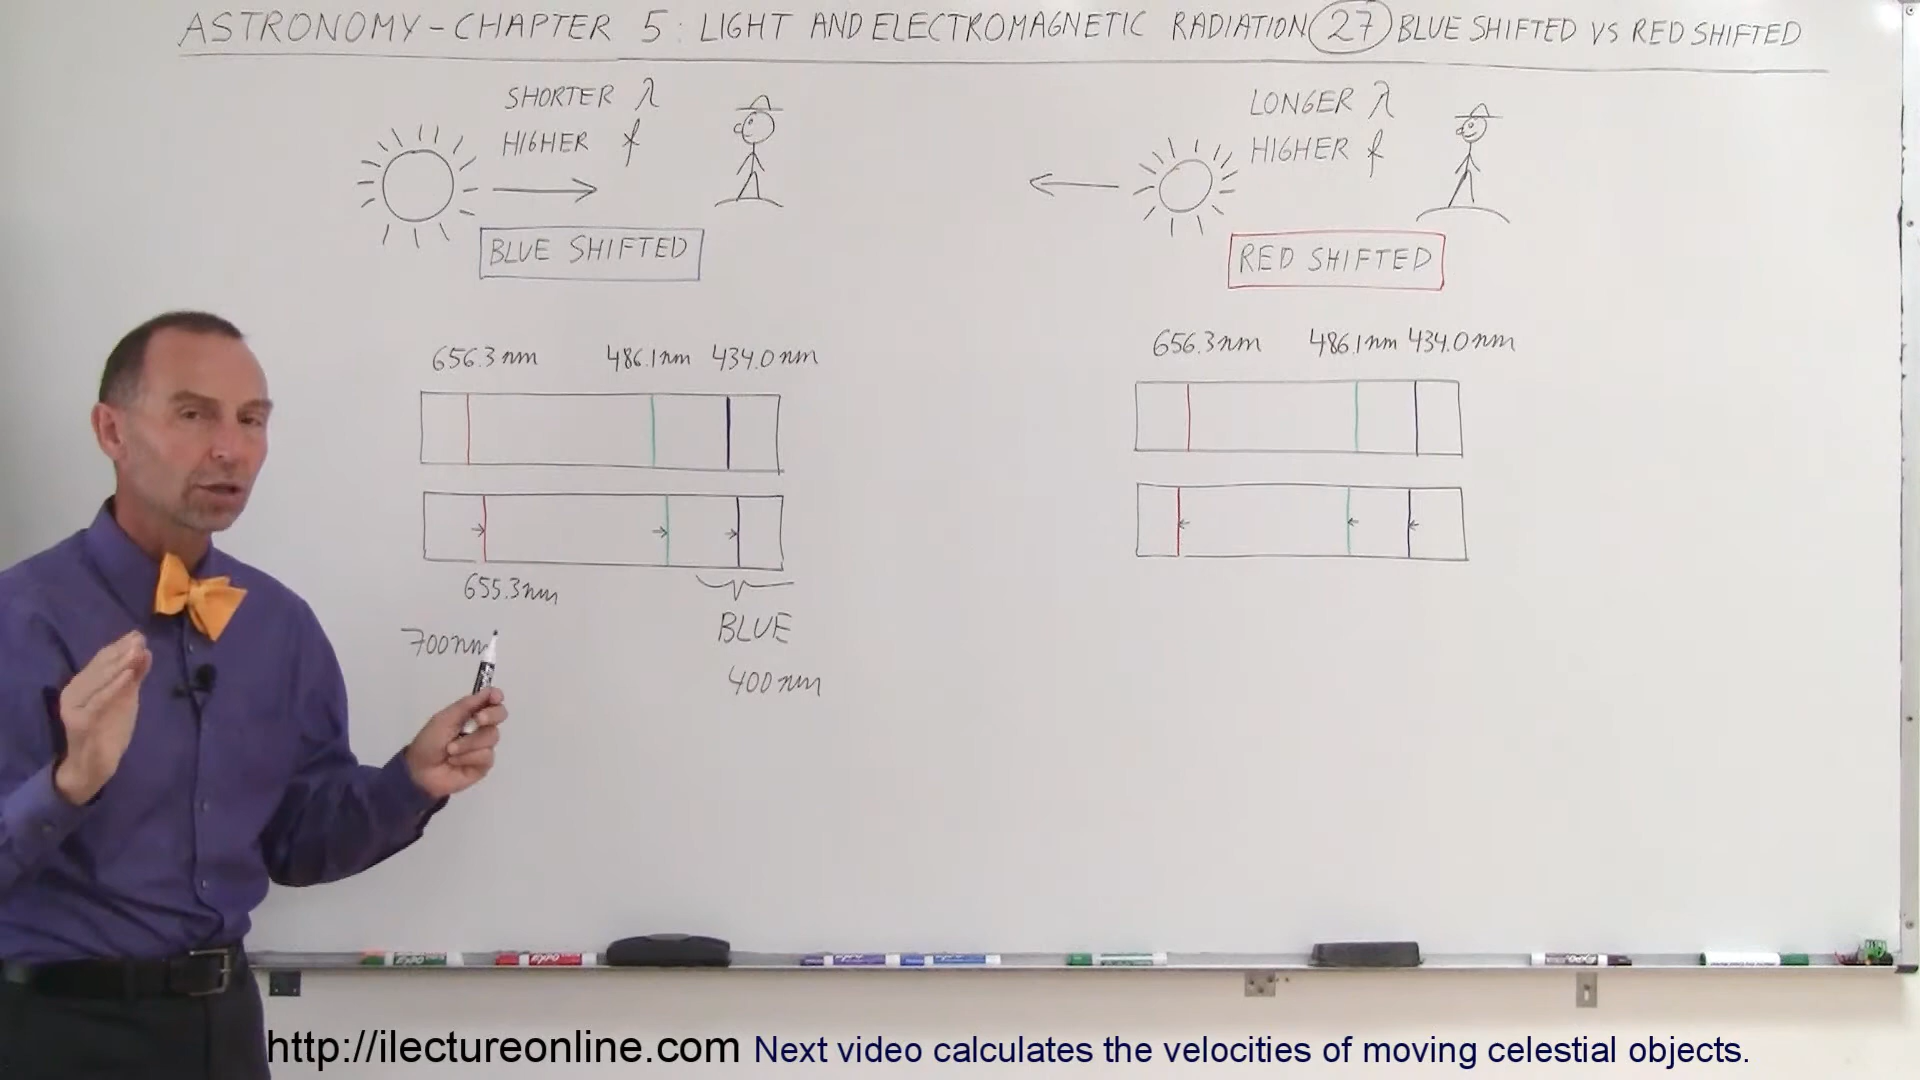 ASTRONOMY - CHAPTER 5: LIGHT AND ELECTROMAGNETIC RADIATION 27 BLUE SHIFTED VS RED SHIFTED
SHORTER λ
HIGHER f
BLUE SHIFTED
656.3nm 486.1nm 434.0nm
655.3nm
BLUE
700nm
400nm
LONGER λ
HIGHER f
RED SHIFTED
656.3nm 486.1nm 434.0nm
http://ilectureonline.com Next video calculates the velocities of moving celestial objects.